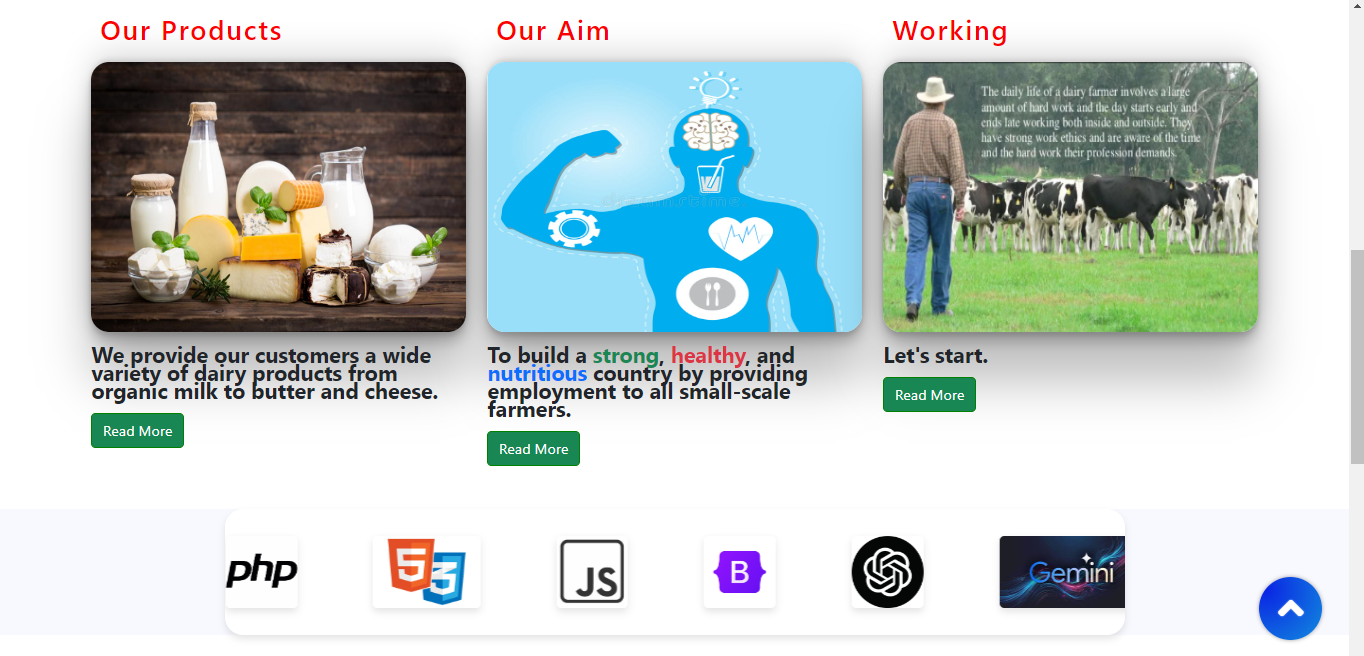 Our Products
Our Aim
Working
The daily life of a dairy farmer involves a large
amount of hard work and the day starts early and
ends late working both inside and outside. They
have strong work ethics and are aware of the time
and the hard work their profession demands.
We provide our customers a wide
variety of dairy products from
organic milk to butter and cheese.
Read More
To build a strong, healthy, and
nutritious country by providing
employment to all small-scale
farmers.
Read More
Let's start.
Read More
php
5
3
JS
B
Gemini